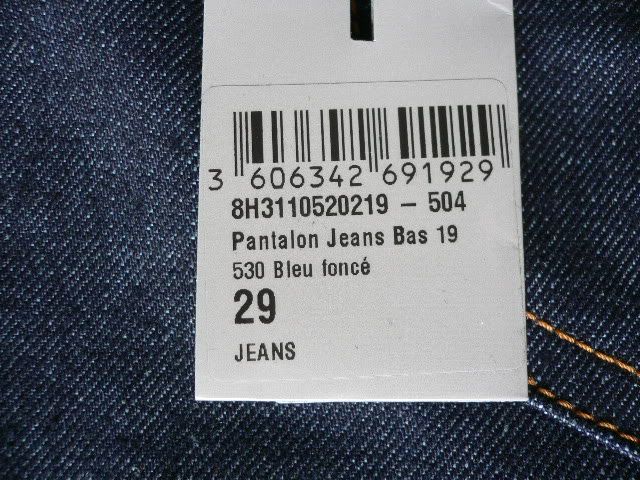 3 606342 691929
8H3110520219 - 504
Pantalon Jeans Bas 19
530 Bleu foncé
29
JEANS